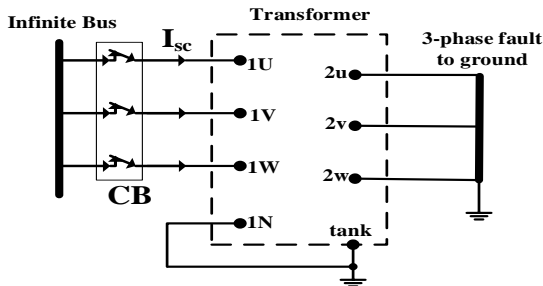 Transformer
Infinite Bus
Isc
3-phase fault
to ground
1U
2u
1V
2v
1W
2w
CB
1N
tank